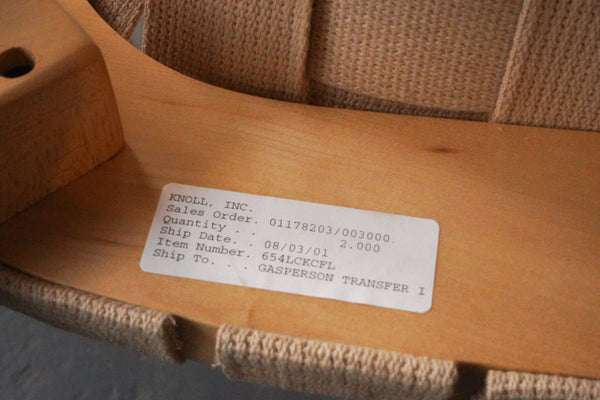 KNOLL, INC.
Sales Order. 01178203/003000
Quantity . . 2.000
Ship Date. . 08/03/01
Item Number. 654LCKCFL
Ship To. . . GASPERSON TRANSFER I